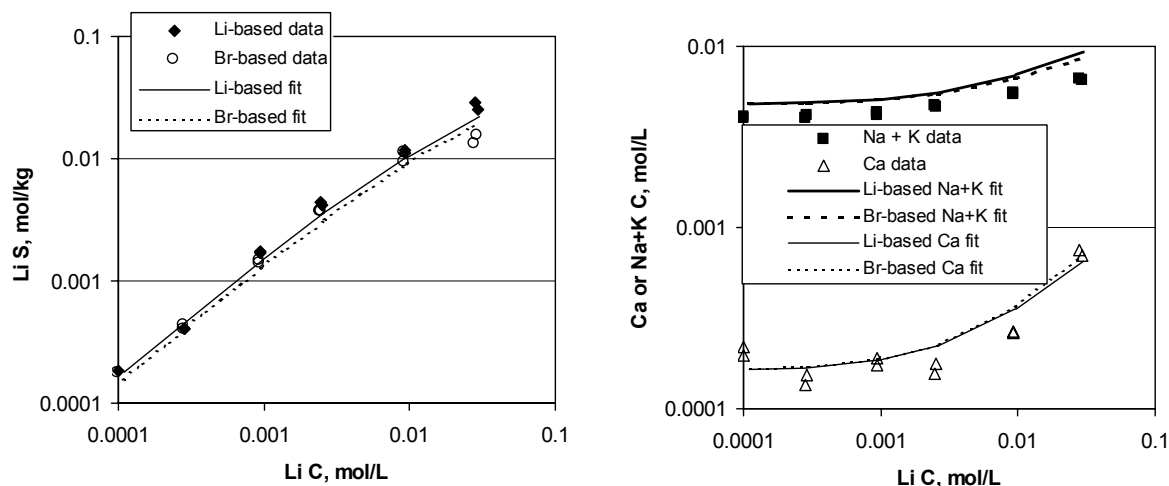 Li-based data
Br-based data
Li-based fit
Br-based fit
0.1
0.01
0.001
0.0001
Li S, mol/kg
0.0001
0.001
0.01
0.1
Li C, mol/L
0.01
0.001
0.0001
Ca or Na+K C, mol/L
Na + K data
Ca data
Li-based Na+K fit
Br-based Na+K fit
Li-based Ca fit
Br-based Ca fit
0.0001
0.001
0.01
0.1
Li C, mol/L